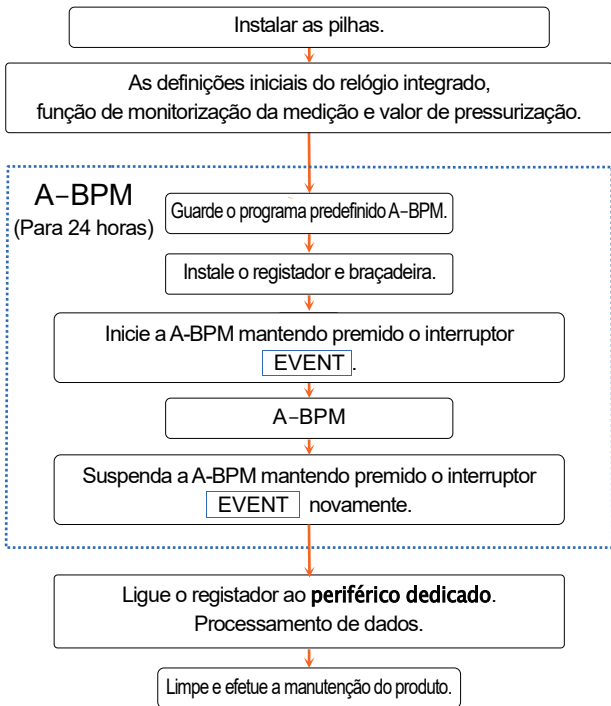 Instalar as pilhas.
As definições iniciais do relógio integrado,
função de monitorização da medição e valor de pressurização.
A-BPM
(Para 24 horas)
Guarde o programa predefinido A-BPM.
Instale o registador e braçadeira.
Inicie a A-BPM mantendo premido o interruptor
EVENT.
A-BPM
Suspenda a A-BPM mantendo premido o interruptor
EVENT novamente.
Ligue o registador ao periférico dedicado.
Processamento de dados.
Limpe e efetue a manutenção do produto.